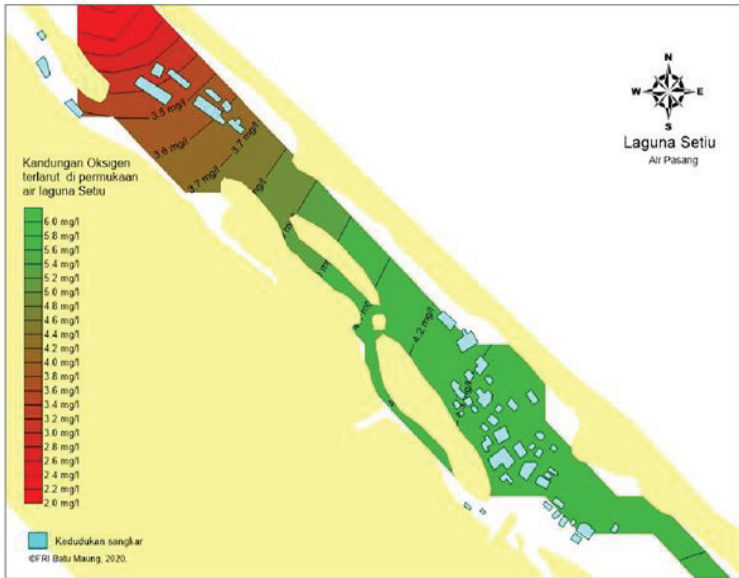 N
W E
S
Laguna Setiu
Air Pasang
3.5 mg/l
3.6 mg/l
3.7 mg/l
3.7 mg/l
4.2 mg/l
Kandungan Oksigen
terlarut di permukaan
air laguna Setiu
6.0 mg/l
5.8 mg/l
5.6 mg/l
5.4 mg/l
5.2 mg/l
5.0 mg/l
4.8 mg/l
4.6 mg/l
4.4 mg/l
4.2 mg/l
4.0 mg/l
3.8 mg/l
3.6 mg/l
3.4 mg/l
3.2 mg/l
3.0 mg/l
2.8 mg/l
2.6 mg/l
2.4 mg/l
2.2 mg/l
2.0 mg/l
Kedudukan sangkar
©FRI Batu Maung, 2020.